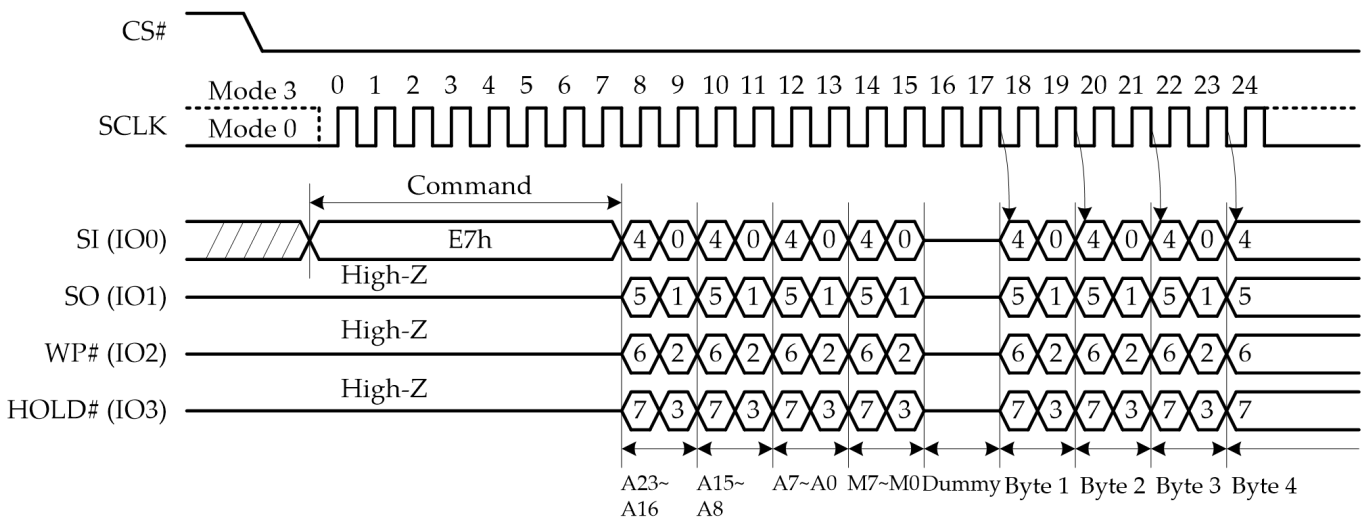 CS#
0 1 2 3 4 5 6 7 8 9 10 11 12 13 14 15 16 17 18 19 20 21 22 23 24
Mode 3
SCLK
Mode 0
Command
SI (IO0) E7h 4 0 4 0 4 0 4 0 4 0 4 0 4 0 4
High-Z
SO (IO1) 5 1 5 1 5 1 5 1 5 1 5 1 5 1 5
High-Z
WP# (IO2) 6 2 6 2 6 2 6 2 6 2 6 2 6 2 6
High-Z
HOLD# (IO3) 7 3 7 3 7 3 7 3 7 3 7 3 7 3 7
A23~ A15~ A7~A0 M7~M0 Dummy Byte 1 Byte 2 Byte 3 Byte 4
A16 A8